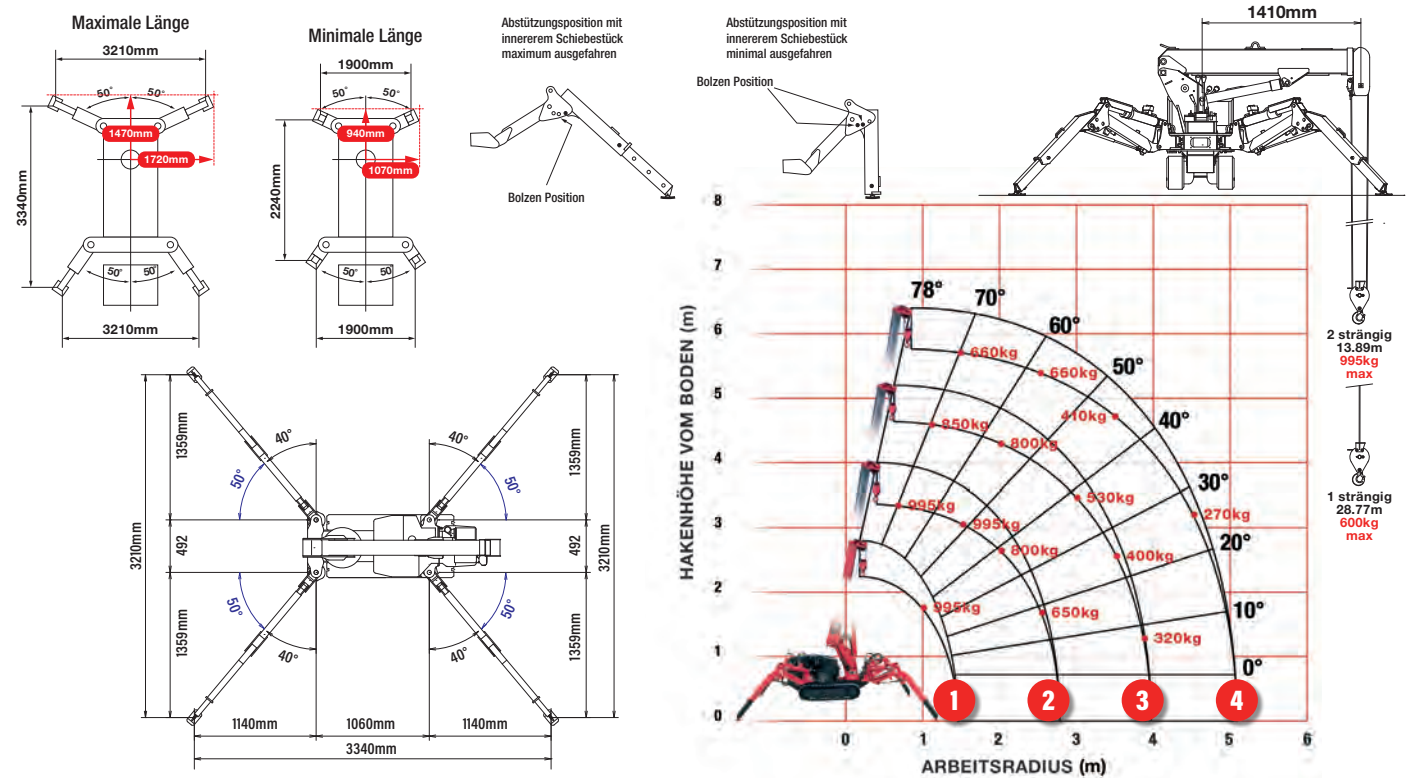 Maximale Länge
3210mm
50°
50°
1470mm
1720mm
3340mm
50°
50°
3210mm
Minimale Länge
1900mm
50°
50°
940mm
1070mm
2240mm
50°
50
1900mm
Abstützungsposition mit
innererem Schiebestück
maximum ausgefahren
Bolzen Position
Abstützungsposition mit
innererem Schiebestück
minimal ausgefahren
Bolzen Position
1410mm
2 strängig
13.89m
995kg
max
1 strängig
28.77m
600kg
max
3210mm
1359mm
492
1359mm
40°
50°
50°
40°
40°
50°
50°
40°
1359mm
492
1359mm
3210mm
1140mm
1060mm
1140mm
3340mm
HAKENHÖHE VOM BODEN (m)
8
7
6
5
4
3
2
1
0
78°
70°
60°
50°
40°
30°
20°
10°
0°
660kg
660kg
410kg
270kg
850kg
800kg
530kg
400kg
320kg
995kg
995kg
800kg
650kg
995kg
1
2
3
4
0
1
2
3
4
5
6
ARBEITSRADIUS (m)